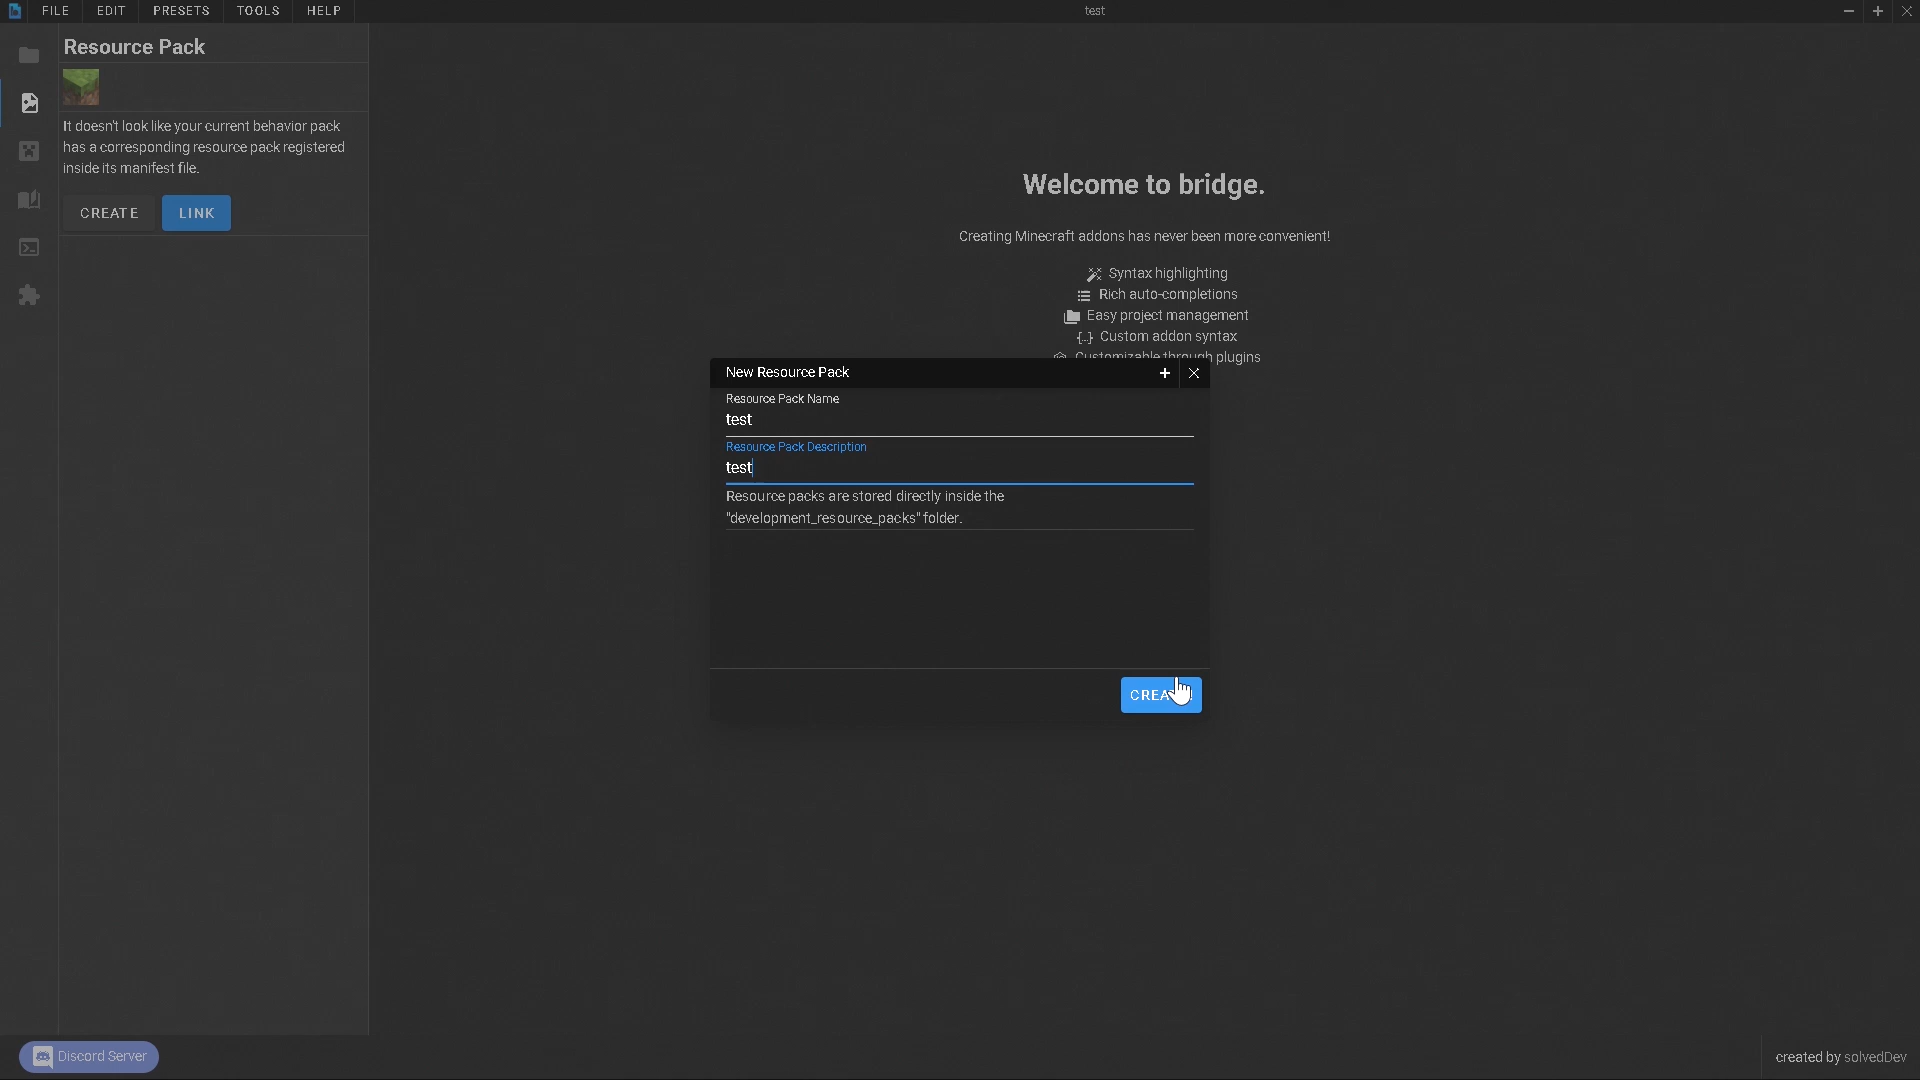 FILE EDIT PRESETS TOOLS HELP
test
Resource Pack
It doesn't look like your current behavior pack
has a corresponding resource pack registered
inside its manifest file.
CREATE LINK
Welcome to bridge.
Creating Minecraft addons has never been more convenient!
Syntax highlighting
Rich auto-completions
Easy project management
Custom addon syntax
Customizable through plugins
New Resource Pack
Resource Pack Name
test
Resource Pack Description
test
Resource packs are stored directly inside the
"development_resource_packs" folder.
Discord Server
created by solvedDev